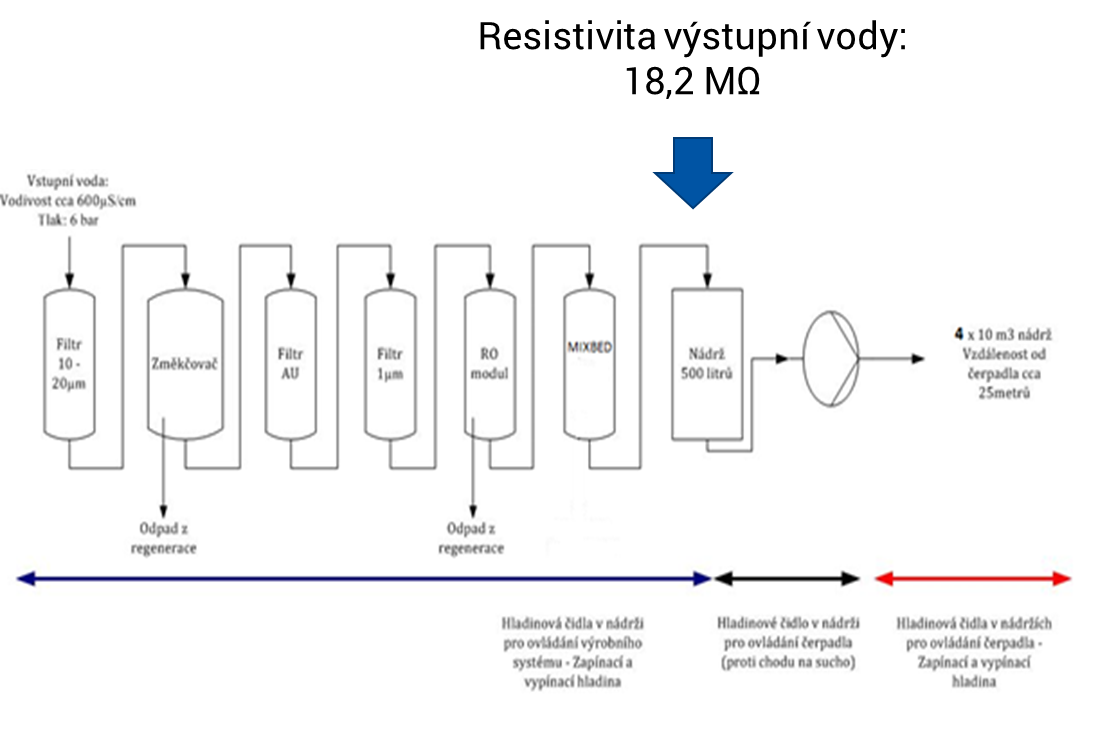 Resistivita výstupní vody:
18,2 MΩ
Vstupní voda:
Vodivost cca 600µS/cm
Tlak: 6 bar
Filtr
10 -
20µm
Změkčovač
Filtr
AU
Filtr
1µm
RO
modul
MIXBED
Nádrž
500 litrů
4 x 10 m3 nádrž
Vzdálenost od
čerpadla cca
25metrů
Odpad z
regenerace
Odpad z
regenerace
Hladinová čidla v nádrži
pro ovládání výrobního
systému - Zapínací a
vypínací hladina
Hladinové čidlo v nádrži
pro ovládání čerpadla
(proti chodu na sucho)
Hladinová čidla v nádržích
pro ovládání čerpadla -
Zapínací a vypínací
hladina